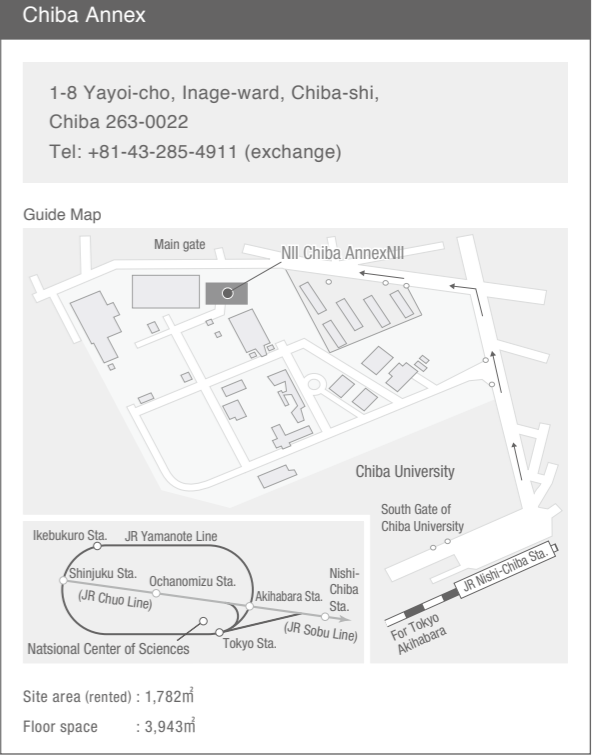 Chiba Annex
1-8 Yayoi-cho, Inage-ward, Chiba-shi,
Chiba 263-0022
Tel: +81-43-285-4911 (exchange)
Guide Map
Main gate
NII Chiba AnnexNII
Chiba University
South Gate of
Chiba University
JR Nishi-Chiba Sta.
For Tokyo
Akihabara
Ikebukuro Sta.
JR Yamanote Line
Shinjuku Sta.
(JR Chuo Line)
Ochanomizu Sta.
Akihabara Sta.
Nishi-
Chiba
Sta.
(JR Sobu Line)
Tokyo Sta.
Natsional Center of Sciences
Site area (rented) : 1,782㎡
Floor space : 3,943㎡